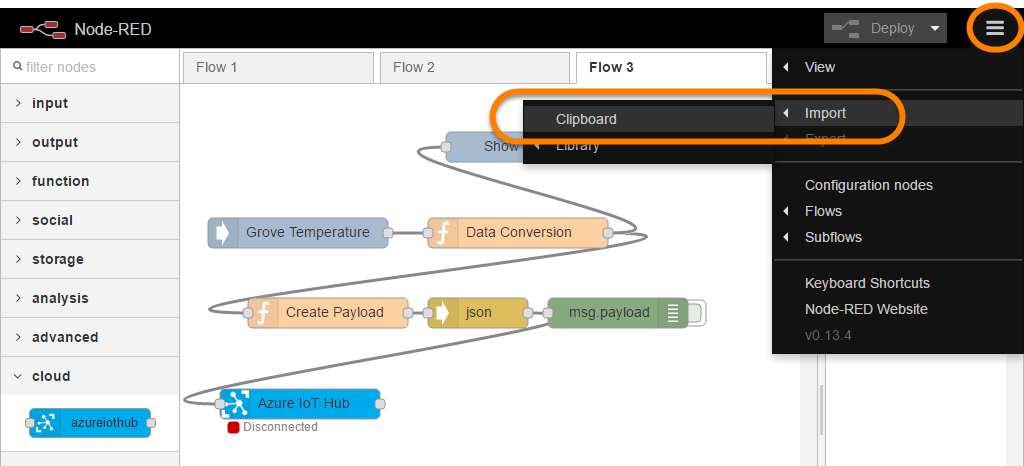 Node-RED
Deploy
filter nodes
Flow 1
Flow 2
Flow 3
View
input
Clipboard
Import
output
Show
Library
Export
function
Configuration nodes
social
Flows
Grove Temperature
Data Conversion
Subflows
storage
Keyboard Shortcuts
analysis
Create Payload
json
msg.payload
Node-RED Website
advanced
v0.13.4
cloud
Azure IoT Hub
azureiothub
Disconnected